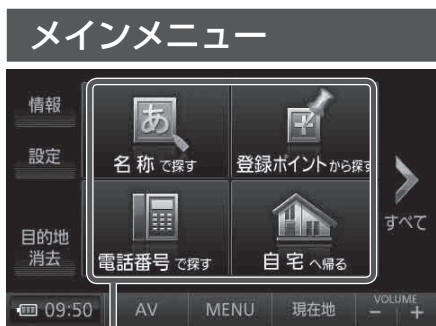 メインメニュー
情報
設定
目的地
消去
あ
名称で探す
登録ポイントから探す
電話番号で探す
自宅へ帰る
すべて
09:50
AV
MENU
現在地
VOLUME
− +